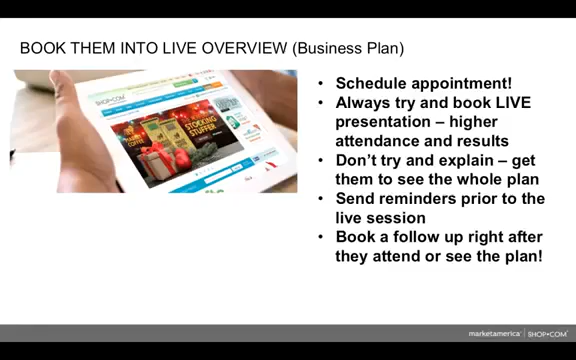 BOOK THEM INTO LIVE OVERVIEW (Business Plan)
SHOP•COM
STOCKING
STUFFER
• Schedule appointment!
• Always try and book LIVE
presentation – higher
attendance and results
• Don't try and explain – get
them to see the whole plan
• Send reminders prior to the
live session
• Book a follow up right after
they attend or see the plan!
marketamerica | SHOP•COM